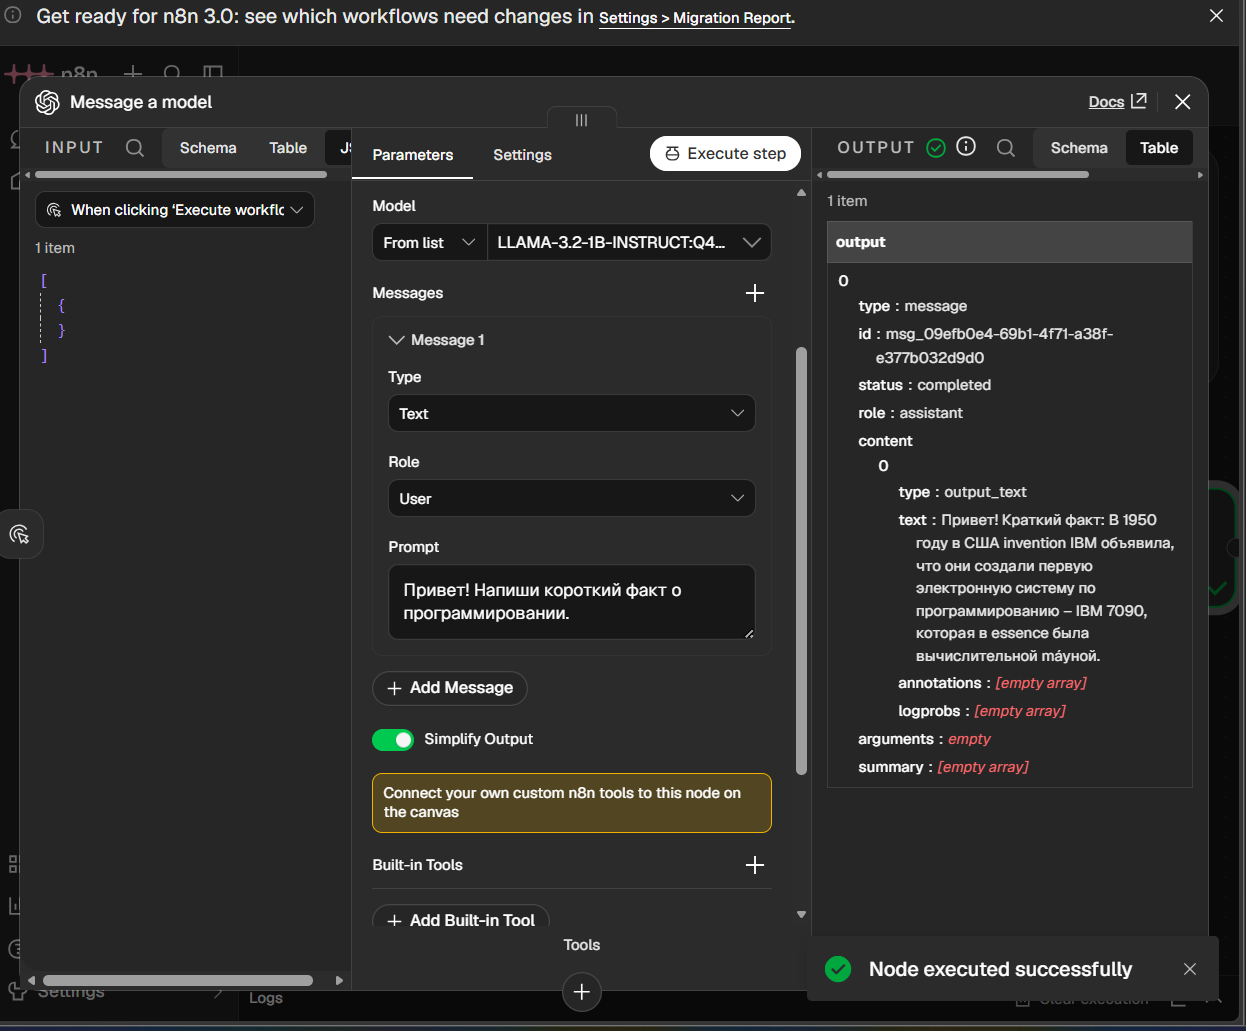 Get ready for n8n 3.0: see which workflows need changes in Settings > Migration Report.
n8n
Message a model
Docs
INPUT
Schema
Table
JS
When clicking ‘Execute workflo
1 item
[
{
}
]
Parameters
Settings
Execute step
Model
From list
LLAMA-3.2-1B-INSTRUCT:Q4...
Messages
Message 1
Type
Text
Role
User
Prompt
Привет! Напиши короткий факт о
программировании.
Add Message
Simplify Output
Connect your own custom n8n tools to this node on
the canvas
Built-in Tools
Add Built-in Tool
Tools
OUTPUT
Schema
Table
1 item
output
0
type : message
id : msg_09efb0e4-69b1-4f71-a38f-
e377b032d9d0
status : completed
role : assistant
content
0
type : output_text
text : Привет! Краткий факт: В 1950
году в США invention IBM объявила,
что они создали первую
электронную систему по
программированию – IBM 7090,
которая в essence была
вычислительной máуной.
annotations : [empty array]
logprobs : [empty array]
arguments : empty
summary : [empty array]
Node executed successfully
Settings
Logs
Clear execution